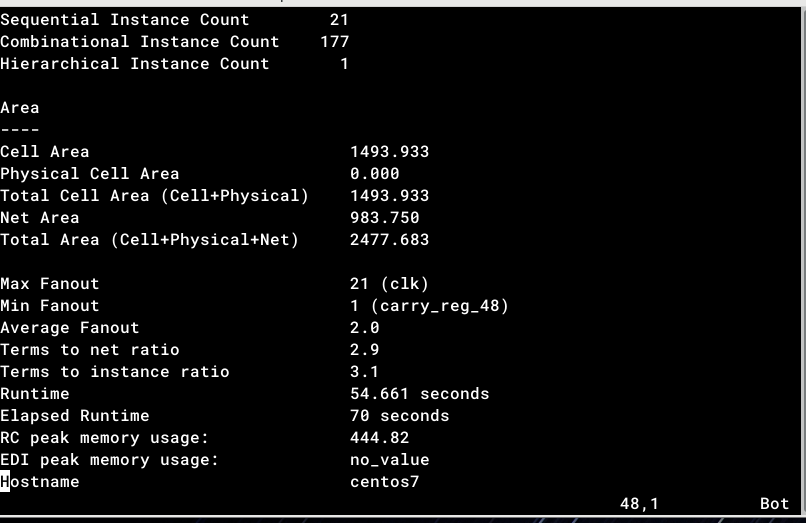 Sequential Instance Count 21
Combinational Instance Count 177
Hierarchical Instance Count 1
Area
----
Cell Area 1493.933
Physical Cell Area 0.000
Total Cell Area (Cell+Physical) 1493.933
Net Area 983.750
Total Area (Cell+Physical+Net) 2477.683
Max Fanout 21 (clk)
Min Fanout 1 (carry_reg_48)
Average Fanout 2.0
Terms to net ratio 2.9
Terms to instance ratio 3.1
Runtime 54.661 seconds
Elapsed Runtime 70 seconds
RC peak memory usage: 444.82
EDI peak memory usage: no_value
Hostname centos7
48,1 Bot